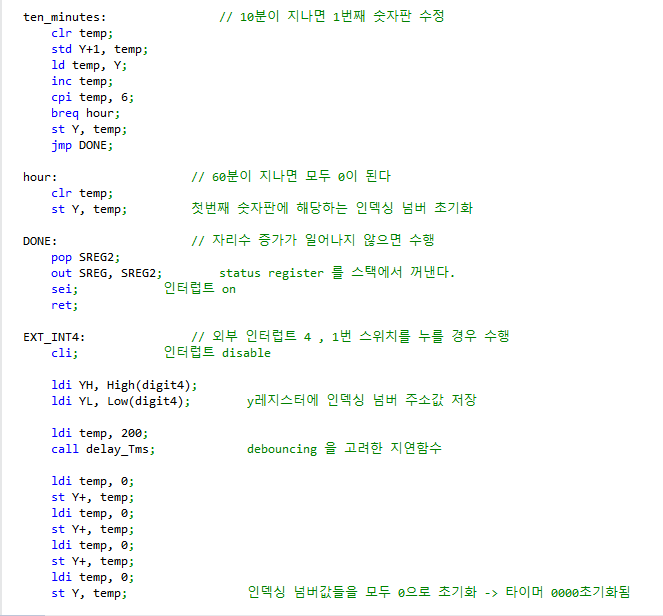 ten_minutes: // 10분이 지나면 1번째 숫자판 수정
clr temp;
std Y+1, temp;
ld temp, Y;
inc temp;
cpi temp, 6;
breq hour;
st Y, temp;
jmp DONE;
hour: // 60분이 지나면 모두 0이 된다
clr temp;
st Y, temp; 첫번째 숫자판에 해당하는 인덱싱 넘버 초기화
DONE: // 자리수 증가가 일어나지 않으면 수행
pop SREG2;
out SREG, SREG2; status register 를 스택에서 꺼낸다.
sei; 인터럽트 on
ret;
EXT_INT4: // 외부 인터럽트 4 , 1번 스위치를 누를 경우 수행
cli; 인터럽트 disable
ldi YH, High(digit4);
ldi YL, Low(digit4); y레지스터에 인덱싱 넘버 주소값 저장
ldi temp, 200;
call delay_Tms; debouncing 을 고려한 지연함수
ldi temp, 0;
st Y+, temp;
ldi temp, 0;
st Y+, temp;
ldi temp, 0;
st Y+, temp;
ldi temp, 0;
st Y, temp; 인덱싱 넘버값들을 모두 0으로 초기화 -> 타이머 0000초기화됨